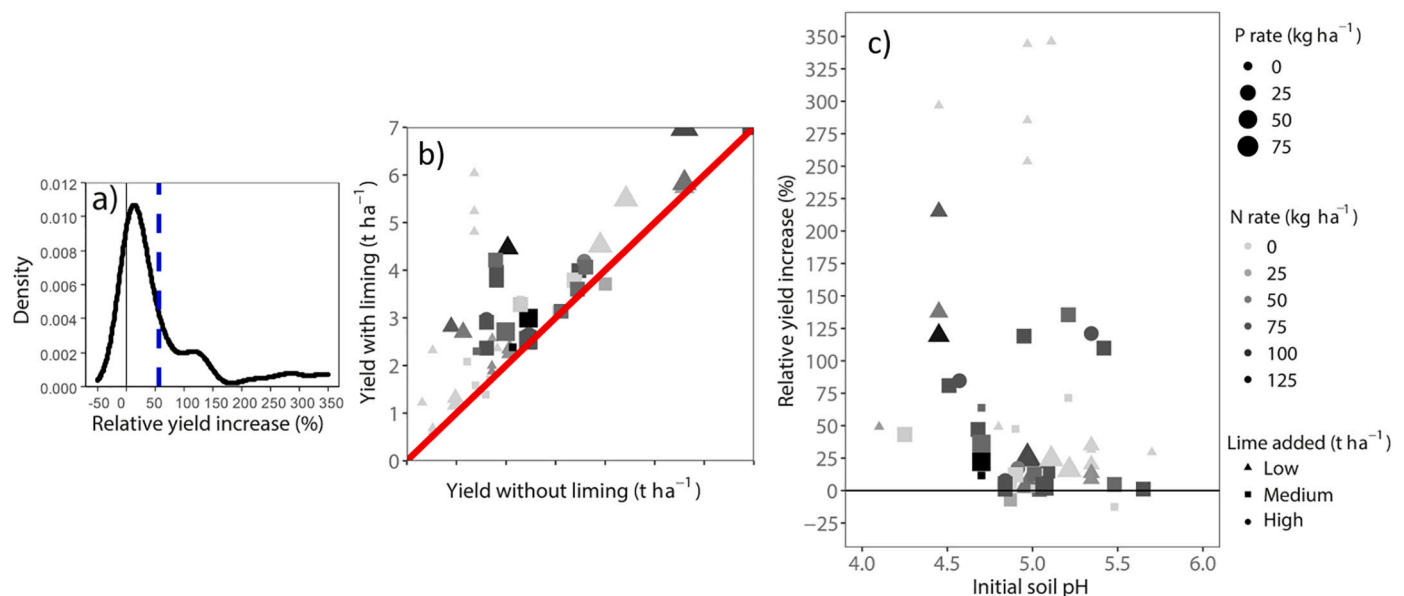 a)
0.012
0.010
0.008
0.006
0.004
0.002
0.000
Density
-50 0 50 100 150 200 250 300 350
Relative yield increase (%)
b)
7
6
5
4
3
2
1
0
Yield with liming (t ha⁻¹)
Yield without liming (t ha⁻¹)
c)
350
325
300
275
250
225
200
175
150
125
100
75
50
25
0
−25
Relative yield increase (%)
4.0 4.5 5.0 5.5 6.0
Initial soil pH
P rate (kg ha⁻¹)
0
25
50
75
N rate (kg ha⁻¹)
0
25
50
75
100
125
Lime added (t ha⁻¹)
Low
Medium
High